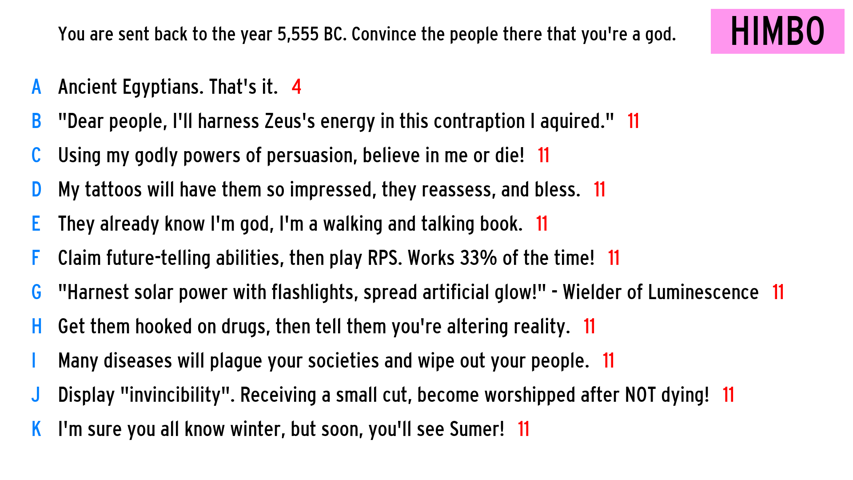 You are sent back to the year 5,555 BC. Convince the people there that you're a god.
HIMBO
A Ancient Egyptians. That's it. 4
B "Dear people, I'll harness Zeus's energy in this contraption I aquired." 11
C Using my godly powers of persuasion, believe in me or die! 11
D My tattoos will have them so impressed, they reassess, and bless. 11
E They already know I'm god, I'm a walking and talking book. 11
F Claim future-telling abilities, then play RPS. Works 33% of the time! 11
G "Harnest solar power with flashlights, spread artificial glow!" - Wielder of Luminescence 11
H Get them hooked on drugs, then tell them you're altering reality. 11
I Many diseases will plague your societies and wipe out your people. 11
J Display "invincibility". Receiving a small cut, become worshipped after NOT dying! 11
K I'm sure you all know winter, but soon, you'll see Sumer! 11